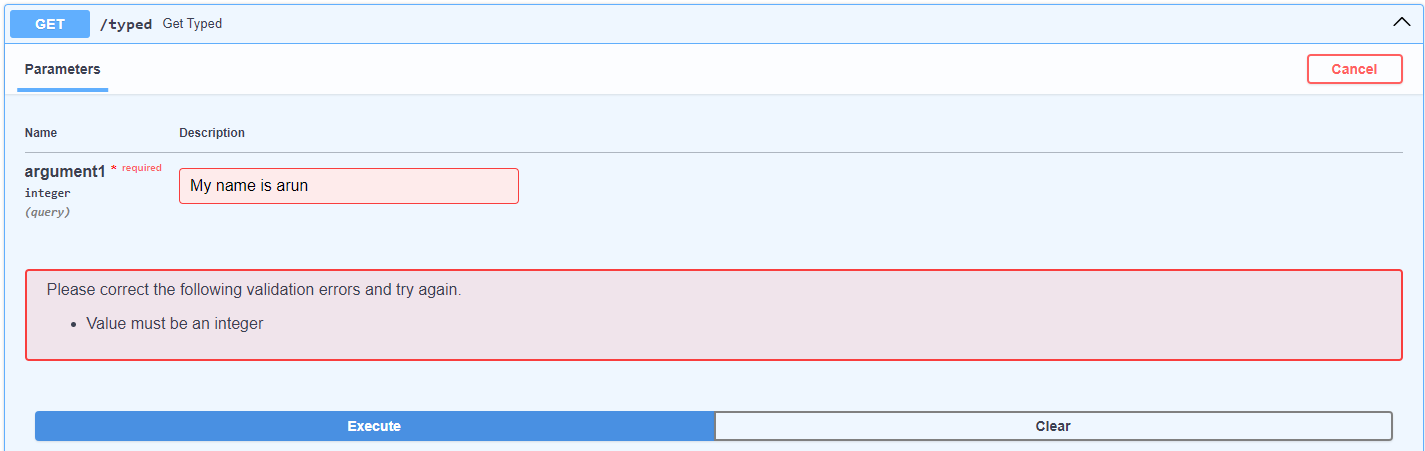 GET /typed Get Typed
Parameters
Cancel
Name Description
argument1 * required
integer
(query)
My name is arun
Please correct the following validation errors and try again.
• Value must be an integer
Execute
Clear